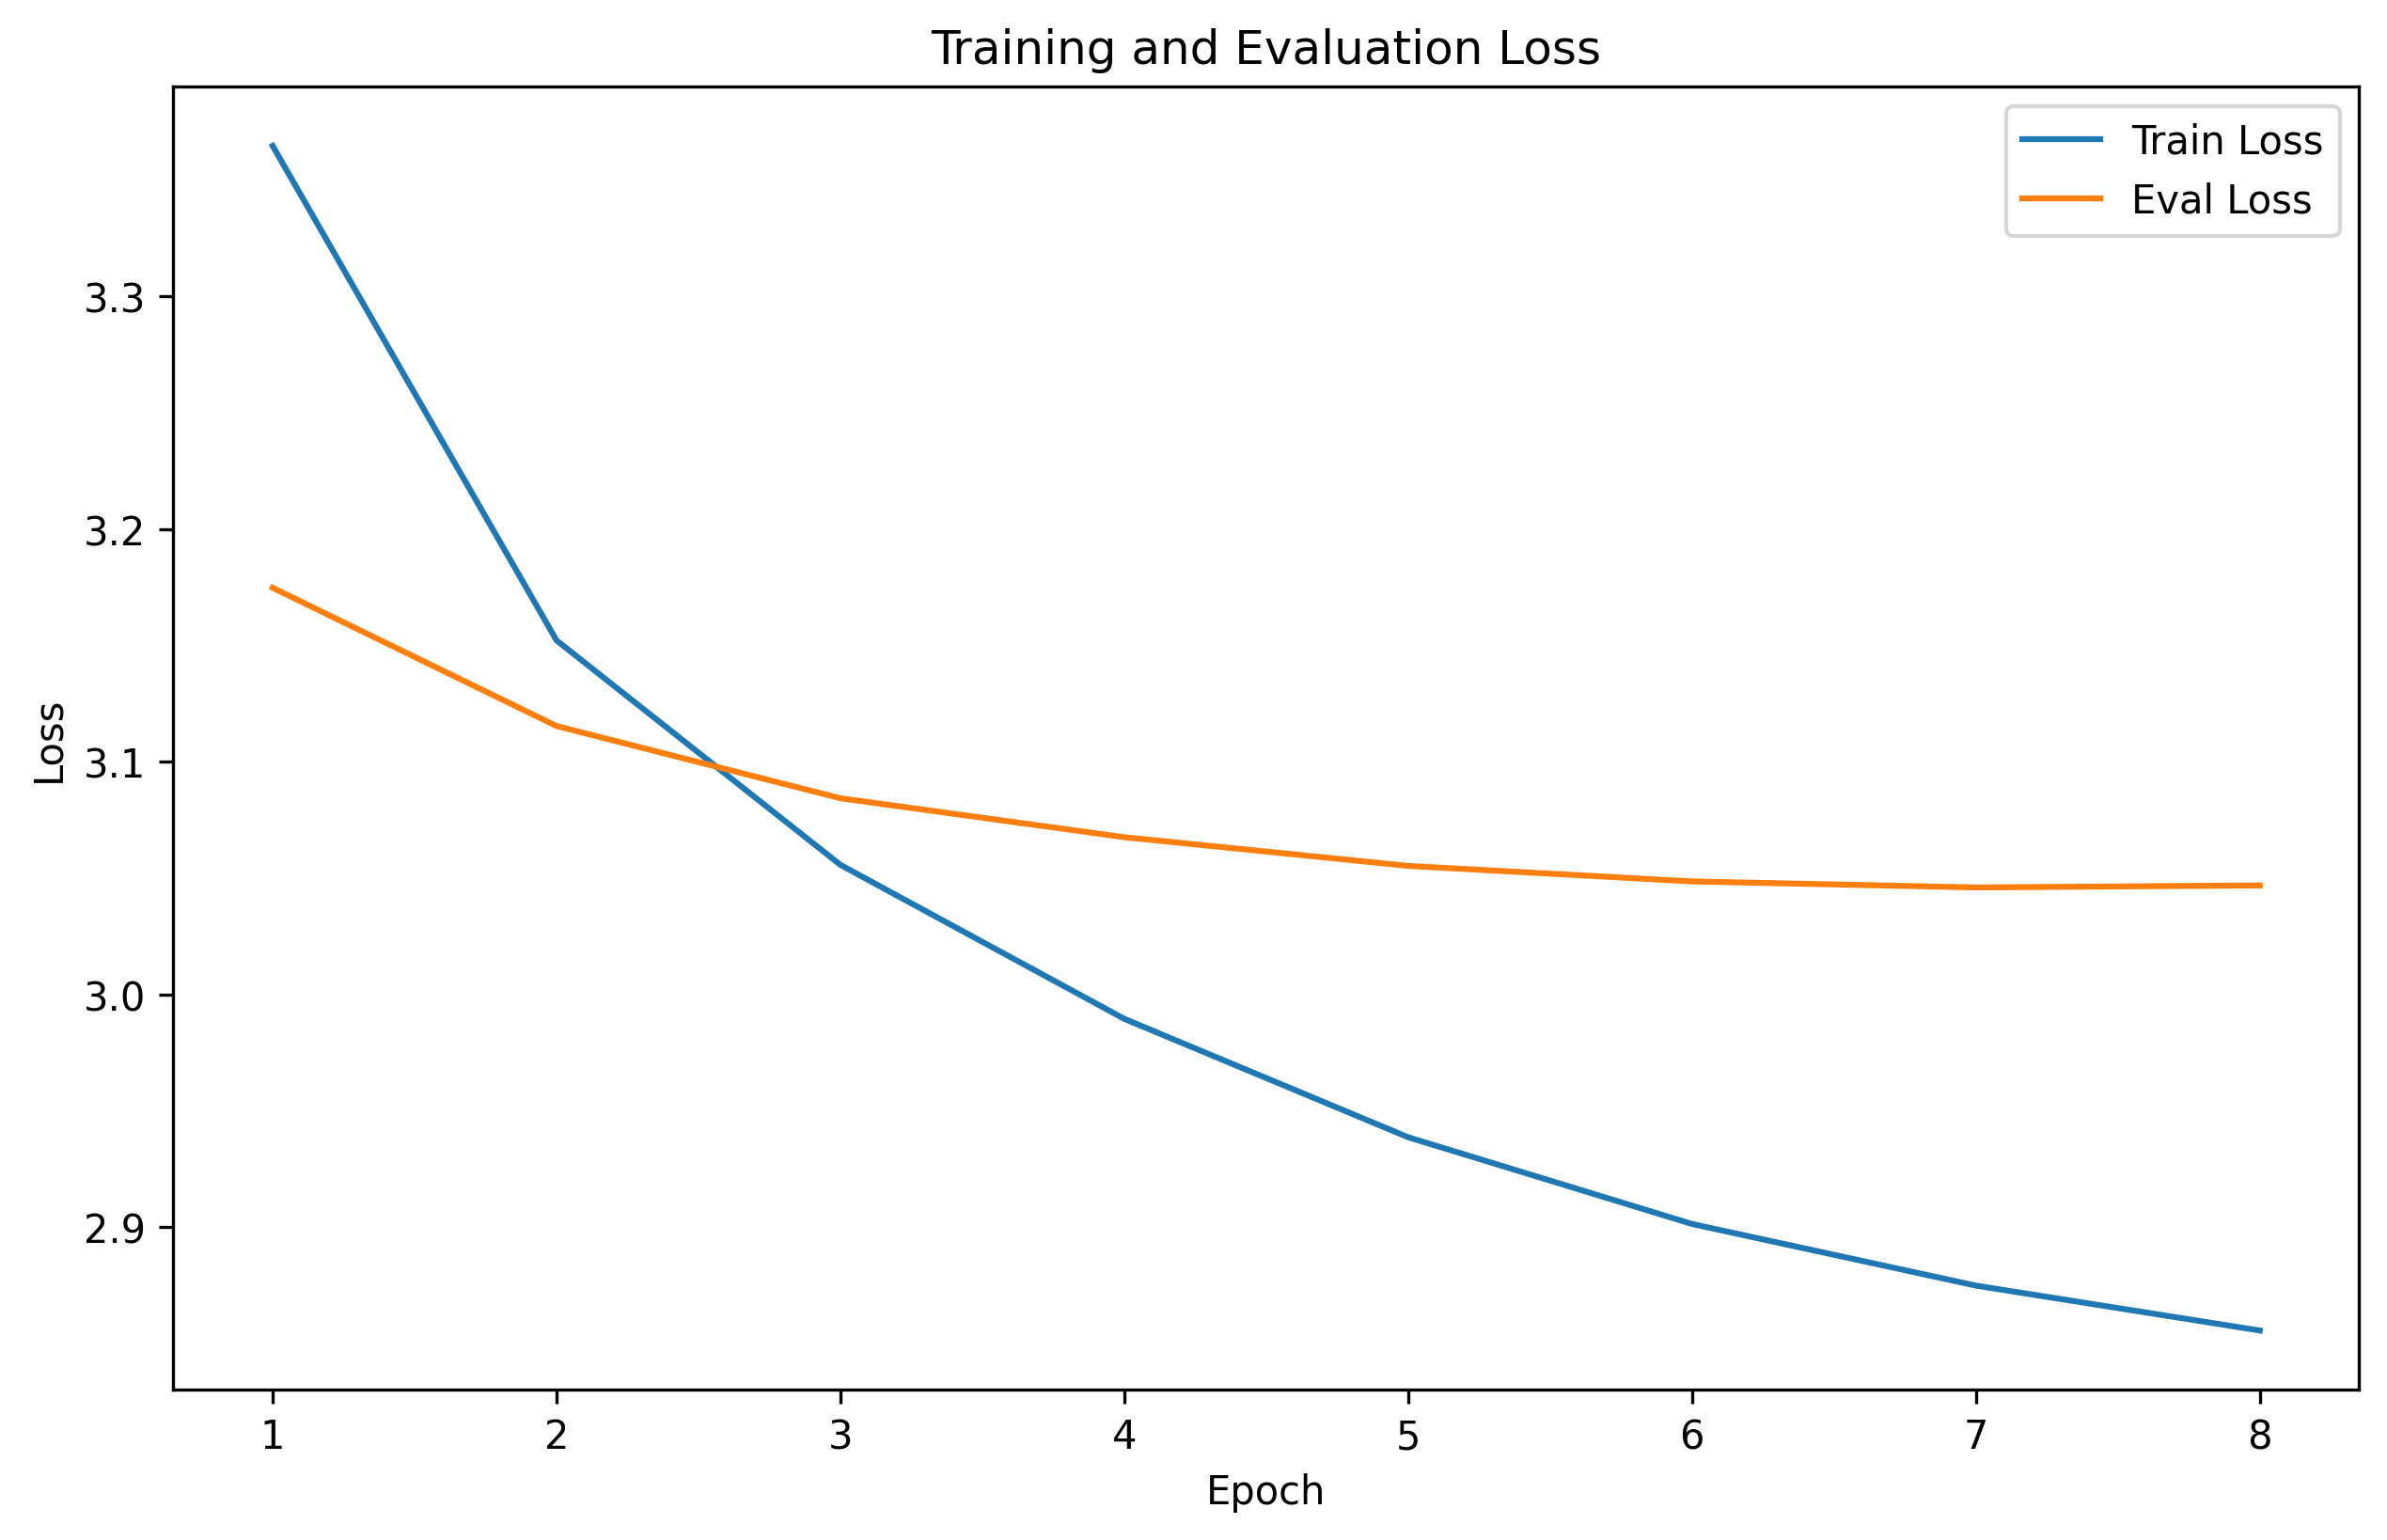 Training and Evaluation Loss
Train Loss
Eval Loss
3.3
3.2
3.1
3.0
2.9
Loss
1 2 3 4 5 6 7 8
Epoch